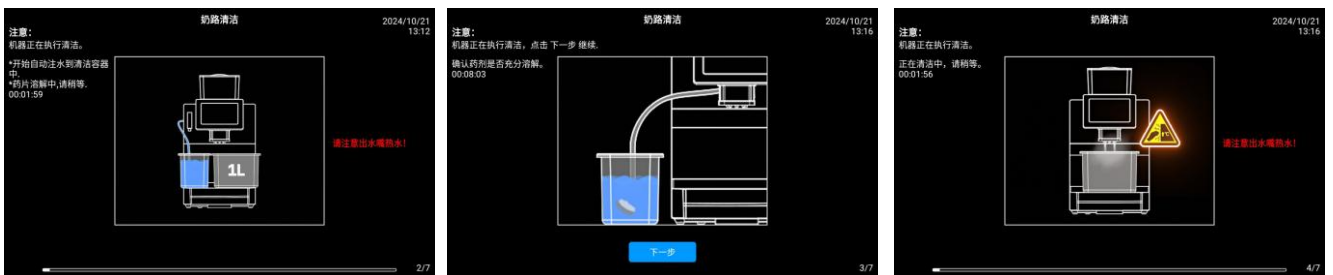 奶路清洁
2024/10/21
13:12
注意：
机器正在执行清洁。
*开始自动注水到清洁容器
中.
*药片溶解中,请稍等.
00:01:59
1L
请注意出水嘴热水！
2/7
奶路清洁
2024/10/21
13:16
注意：
机器正在执行清洁，点击 下一步 继续.
确认药剂是否充分溶解。
00:08:03
下一步
3/7
奶路清洁
2024/10/21
13:16
注意：
机器正在执行清洁。
正在清洁中，请稍等。
00:01:56
请注意出水嘴热水！
4/7